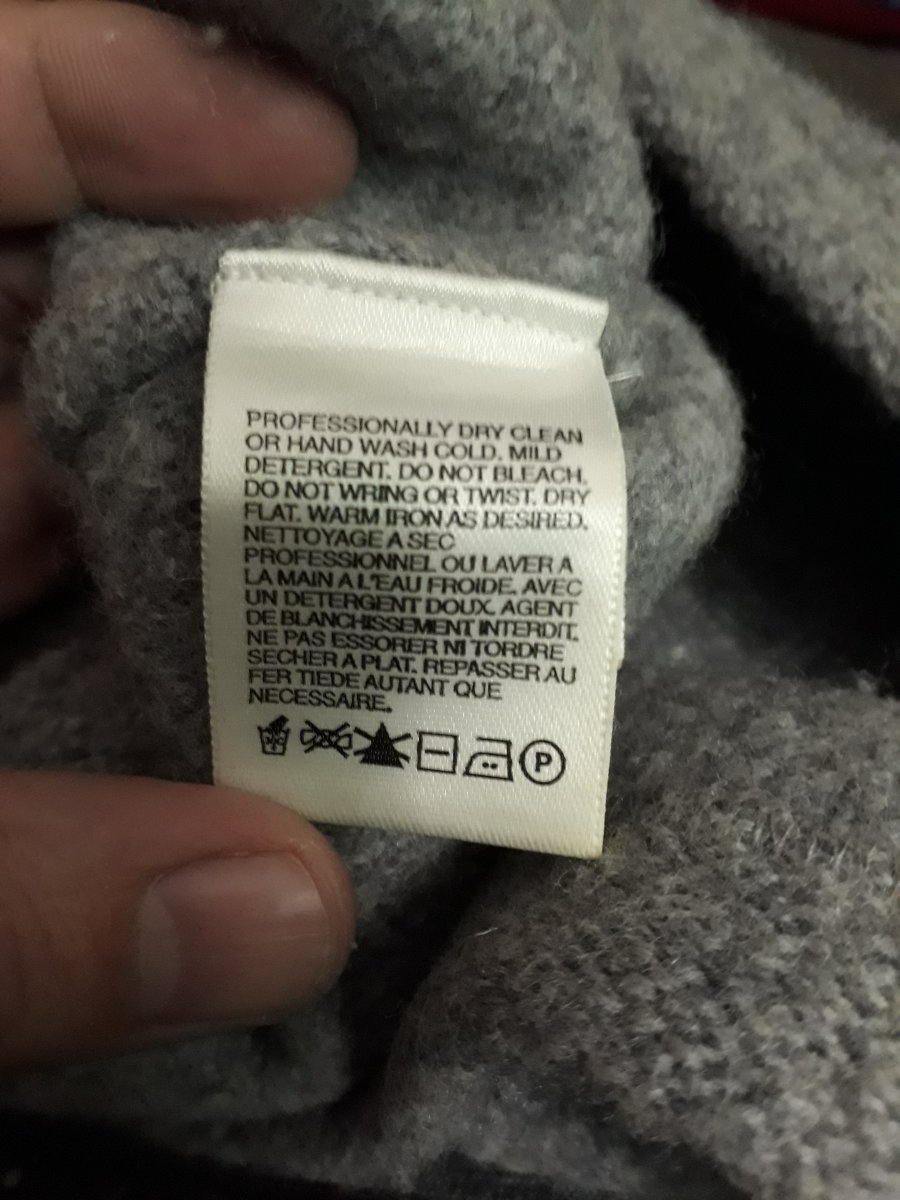 PROFESSIONALLY DRY CLEAN
OR HAND WASH COLD. MILD
DETERGENT. DO NOT BLEACH.
DO NOT WRING OR TWIST. DRY
FLAT. WARM IRON AS DESIRED.
NETTOYAGE A SEC
PROFESSIONNEL OU LAVER A
LA MAIN A L'EAU FROIDE. AVEC
UN DETERGENT DOUX. AGENT
DE BLANCHISSEMENT INTERDIT.
NE PAS ESSORER NI TORDRE
SECHER A PLAT. REPASSER AU
FER TIEDE AUTANT QUE
NECESSAIRE.
P